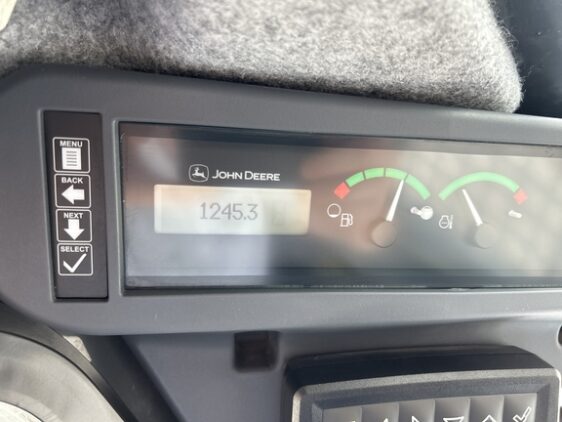 MENU
BACK
NEXT
SELECT
JOHN DEERE
1245.3